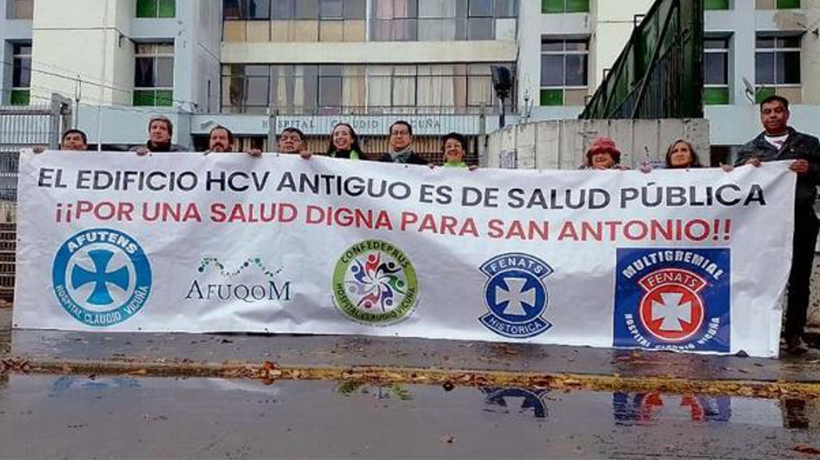 HOSPITAL CLAUDIO VICUÑA
EL EDIFICIO HCV ANTIGUO ES DE SALUD PÚBLICA
¡¡POR UNA SALUD DIGNA PARA SAN ANTONIO!!
AFUTENS
HOSPITAL CLAUDIO VICUÑA
AFUQOM
CONFEDEPRUS
HOSPITAL CLAUDIO VICUÑA
FENATS
HISTORICA
MULTIGREMIAL
FENATS
HOSPITAL CLAUDIO VICUÑA